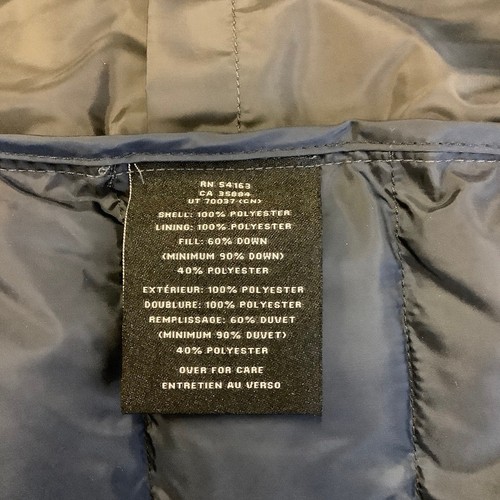 RN 54163
CA 35804
UT 70037 (CN)
SHELL: 100% POLYESTER
LINING: 100% POLYESTER
FILL: 60% DOWN
(MINIMUM 90% DOWN)
40% POLYESTER
EXTÉRIEUR: 100% POLYESTER
DOUBLURE: 100% POLYESTER
REMPLISSAGE: 60% DUVET
(MINIMUM 90% DUVET)
40% POLYESTER
OVER FOR CARE
ENTRETIEN AU VERSO